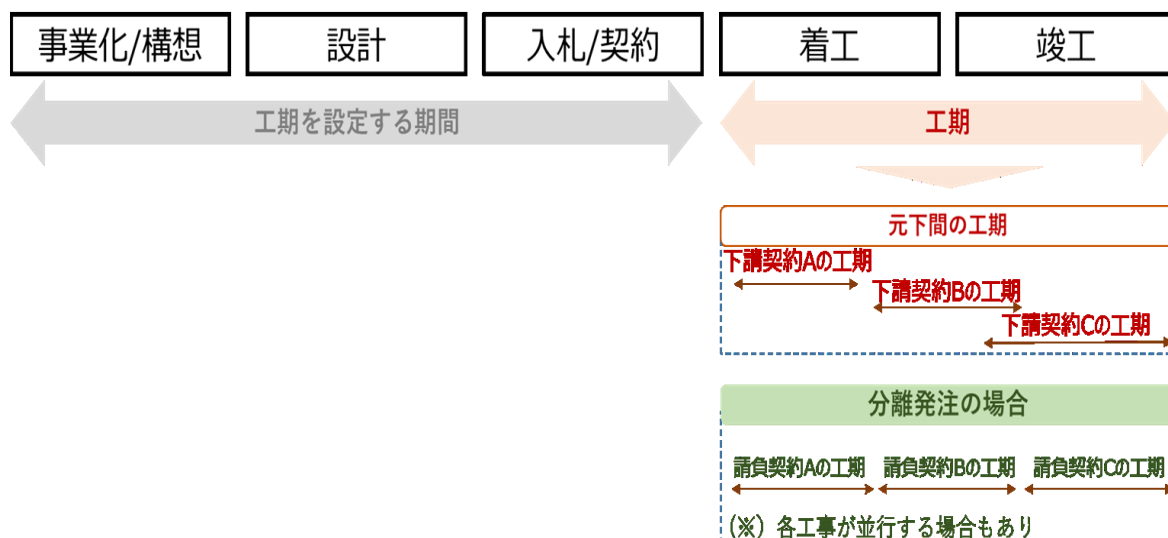 事業化/構想
設計
入札/契約
着工
竣工
工期を設定する期間
工期
元下間の工期
下請契約Aの工期
下請契約Bの工期
下請契約Cの工期
分離発注の場合
請負契約Aの工期
請負契約Bの工期
請負契約Cの工期
(※) 各工事が並行する場合もあり